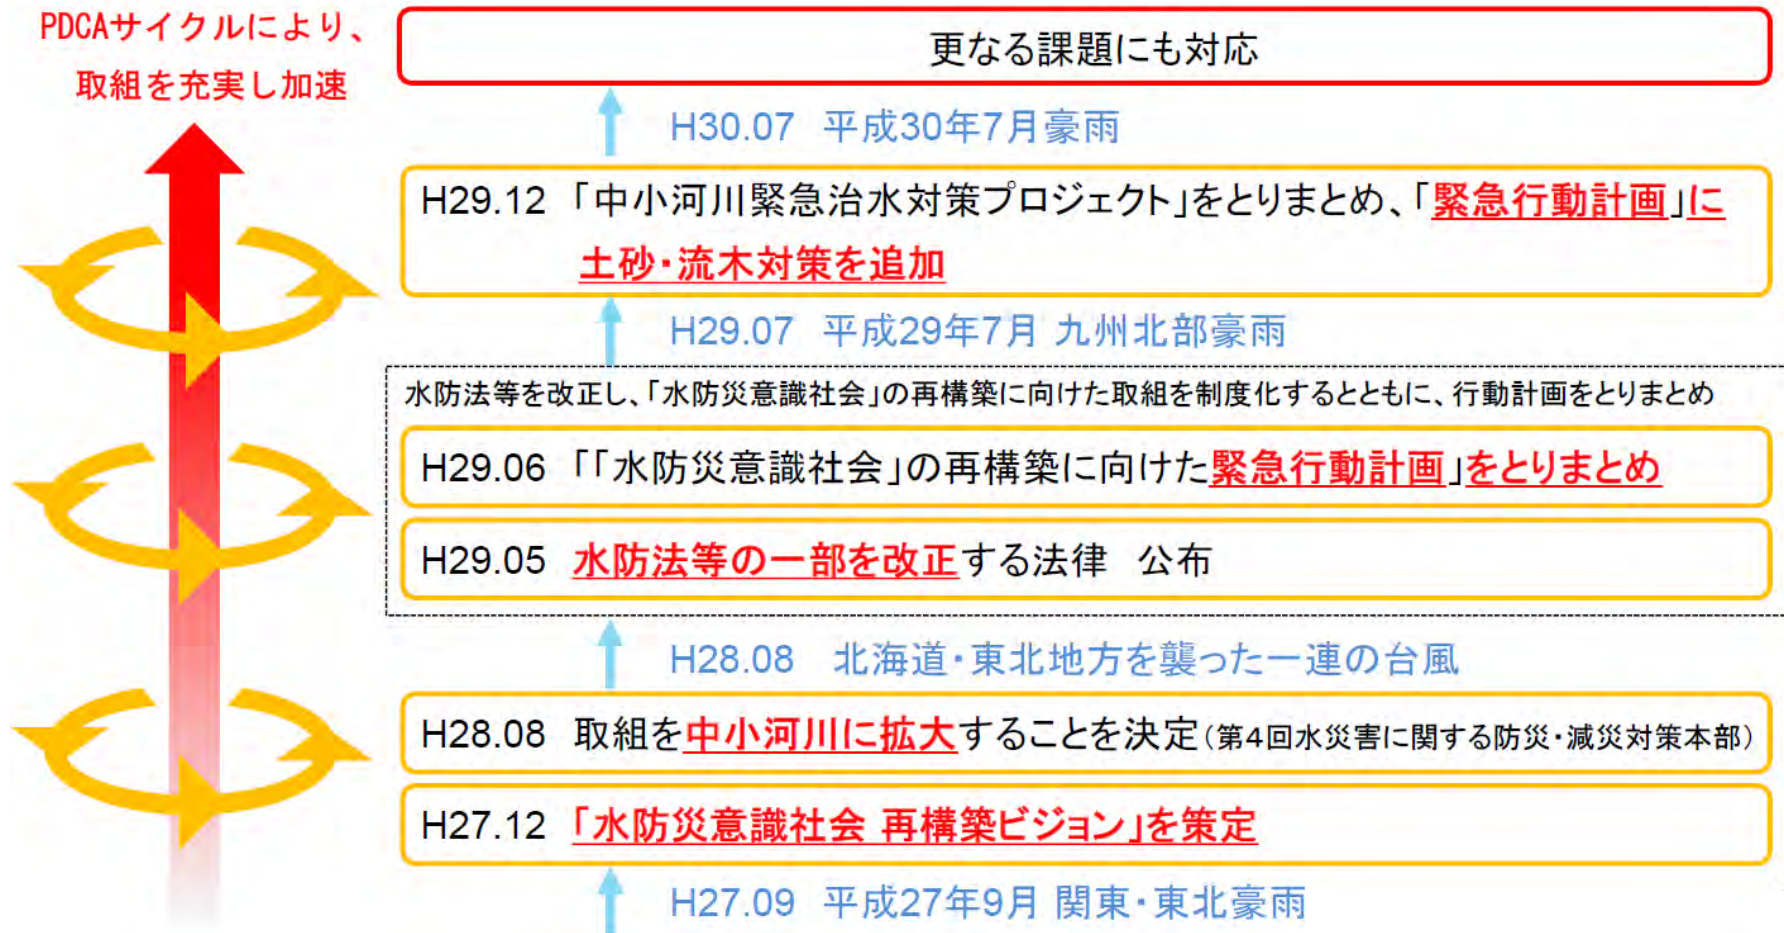 PDCAサイクルにより、
取組を充実し加速
更なる課題にも対応
H30.07 平成30年7月豪雨
H29.12 「中小河川緊急治水対策プロジェクト」をとりまとめ、「緊急行動計画」に
土砂・流木対策を追加
H29.07 平成29年7月 九州北部豪雨
水防法等を改正し、「水防災意識社会」の再構築に向けた取組を制度化するとともに、行動計画をとりまとめ
H29.06 「「水防災意識社会」の再構築に向けた緊急行動計画」をとりまとめ
H29.05 水防法等の一部を改正する法律 公布
H28.08 北海道・東北地方を襲った一連の台風
H28.08 取組を中小河川に拡大することを決定(第4回水災害に関する防災・減災対策本部)
H27.12 「水防災意識社会 再構築ビジョン」を策定
H27.09 平成27年9月 関東・東北豪雨